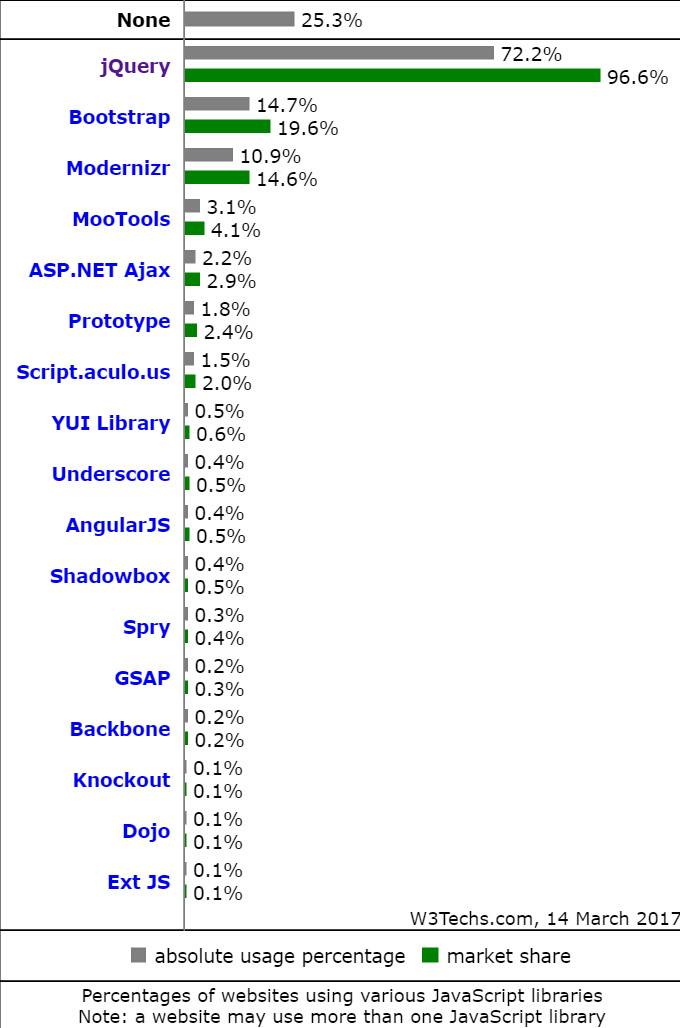 None 25.3%
jQuery 72.2%
96.6%
Bootstrap 14.7%
19.6%
Modernizr 10.9%
14.6%
MooTools 3.1%
4.1%
ASP.NET Ajax 2.2%
2.9%
Prototype 1.8%
2.4%
Script.aculo.us 1.5%
2.0%
YUI Library 0.5%
0.6%
Underscore 0.4%
0.5%
AngularJS 0.4%
0.5%
Shadowbox 0.4%
0.5%
Spry 0.3%
0.4%
GSAP 0.2%
0.3%
Backbone 0.2%
0.2%
Knockout 0.1%
0.1%
Dojo 0.1%
0.1%
Ext JS 0.1%
0.1%
W3Techs.com, 14 March 2017
absolute usage percentage market share
Percentages of websites using various JavaScript libraries
Note: a website may use more than one JavaScript library